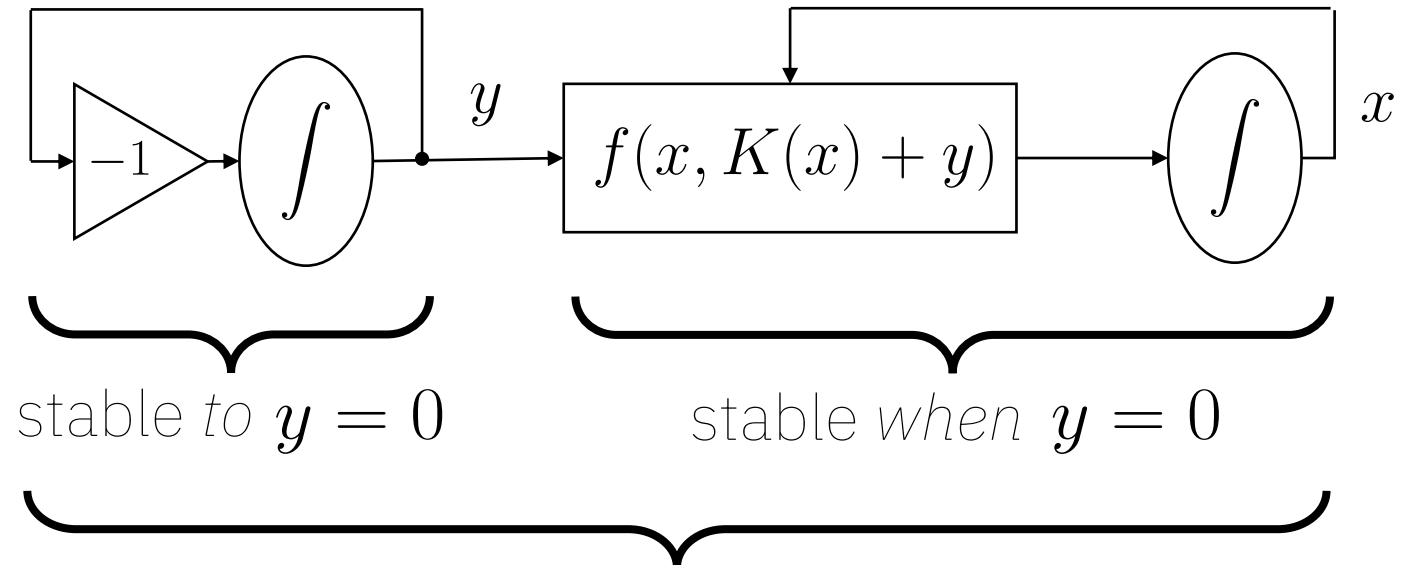 −1
∫
y
f(x, K(x) + y)
∫
x
stable to y = 0
stable when y = 0